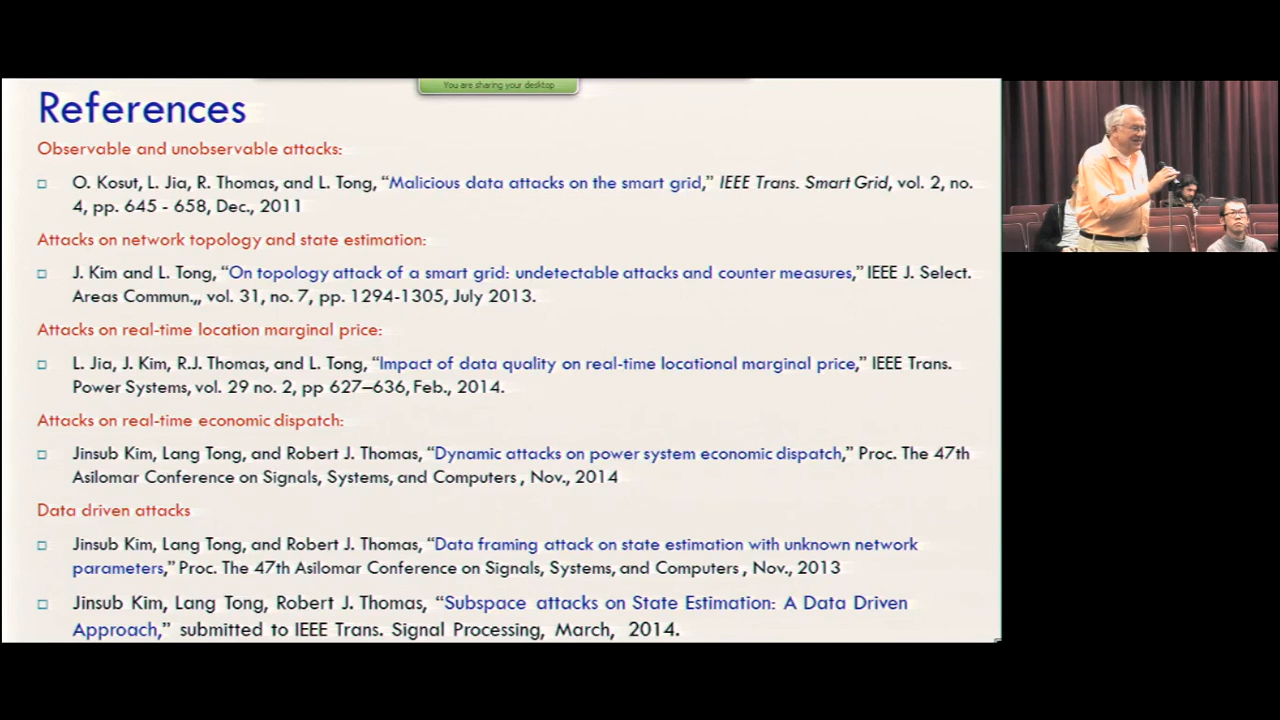 You are sharing your desktop
References
Observable and unobservable attacks:
O. Kosut, L. Jia, R. Thomas, and L. Tong, “Malicious data attacks on the smart grid,” IEEE Trans. Smart Grid, vol. 2, no.
4, pp. 645 - 658, Dec., 2011
Attacks on network topology and state estimation:
J. Kim and L. Tong, “On topology attack of a smart grid: undetectable attacks and counter measures,” IEEE J. Select.
Areas Commun.,, vol. 31, no. 7, pp. 1294-1305, July 2013.
Attacks on real-time location marginal price:
L. Jia, J. Kim, R.J. Thomas, and L. Tong, “Impact of data quality on real-time locational marginal price,” IEEE Trans.
Power Systems, vol. 29 no. 2, pp 627–636, Feb., 2014.
Attacks on real-time economic dispatch:
Jinsub Kim, Lang Tong, and Robert J. Thomas, “Dynamic attacks on power system economic dispatch,” Proc. The 47th
Asilomar Conference on Signals, Systems, and Computers , Nov., 2014
Data driven attacks
Jinsub Kim, Lang Tong, and Robert J. Thomas, “Data framing attack on state estimation with unknown network
parameters,” Proc. The 47th Asilomar Conference on Signals, Systems, and Computers , Nov., 2013
Jinsub Kim, Lang Tong, Robert J. Thomas, “Subspace attacks on State Estimation: A Data Driven
Approach,” submitted to IEEE Trans. Signal Processing, March, 2014.